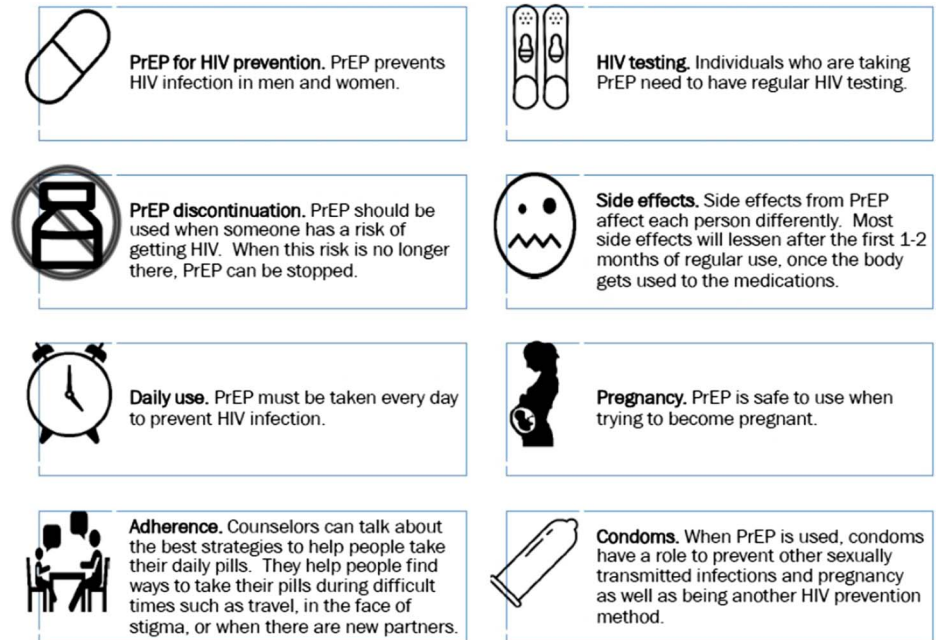 PrEP for HIV prevention. PrEP prevents
HIV infection in men and women.
HIV testing. Individuals who are taking
PrEP need to have regular HIV testing.
PrEP discontinuation. PrEP should be
used when someone has a risk of
getting HIV. When this risk is no longer
there, PrEP can be stopped.
Side effects. Side effects from PrEP
affect each person differently. Most
side effects will lessen after the first 1-2
months of regular use, once the body
gets used to the medications.
Daily use. PrEP must be taken every day
to prevent HIV infection.
Pregnancy. PrEP is safe to use when
trying to become pregnant.
Adherence. Counselors can talk about
the best strategies to help people take
their daily pills. They help people find
ways to take their pills during difficult
times such as travel, in the face of
stigma, or when there are new partners.
Condoms. When PrEP is used, condoms
have a role to prevent other sexually
transmitted infections and pregnancy
as well as being another HIV prevention
method.